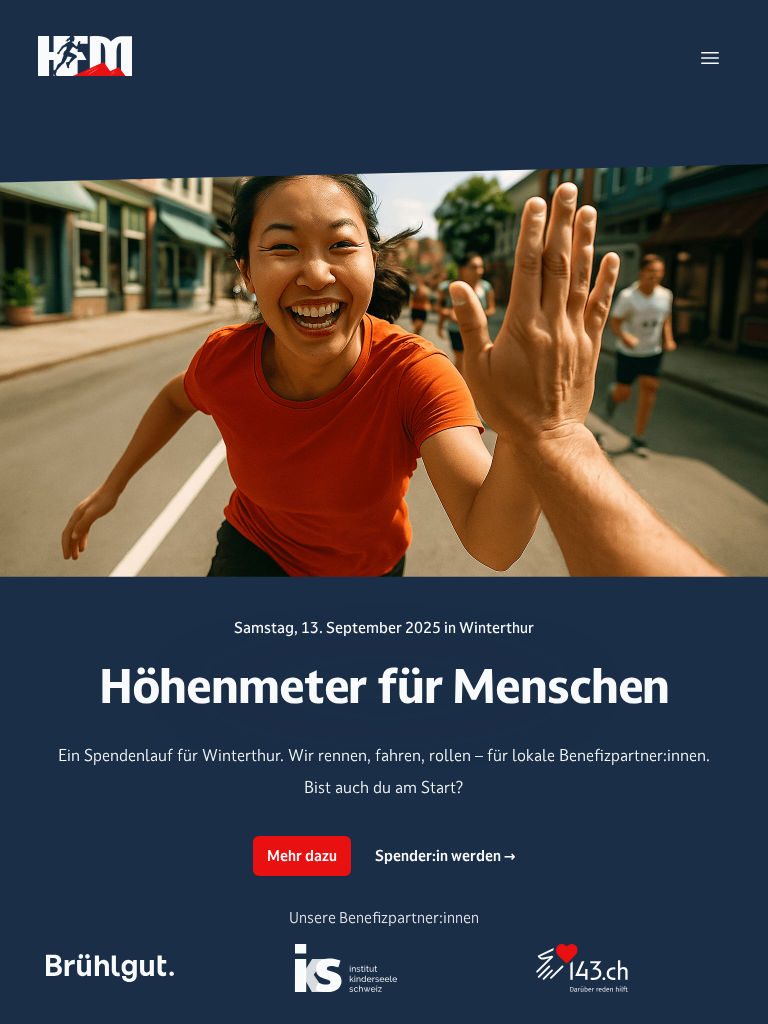 HFM
Samstag, 13. September 2025 in Winterthur
Höhenmeter für Menschen
Ein Spendenlauf für Winterthur. Wir rennen, fahren, rollen – für lokale Benefizpartner:innen.
Bist auch du am Start?
Mehr dazu
Spender:in werden →
Unsere Benefizpartner:innen
Brühlgut.
iks institut
kinderseele
schweiz
143.ch
Darüber reden hilft